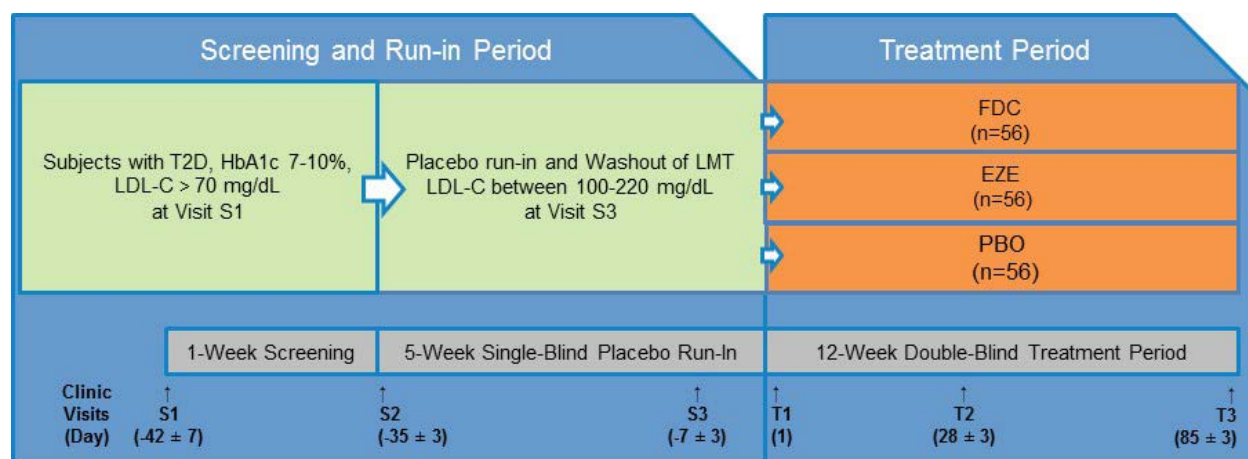 Screening and Run-in Period
Treatment Period
Subjects with T2D, HbA1c 7-10%,
LDL-C > 70 mg/dL
at Visit S1
Placebo run-in and Washout of LMT
LDL-C between 100-220 mg/dL
at Visit S3
FDC
(n=56)
EZE
(n=56)
PBO
(n=56)
1-Week Screening
5-Week Single-Blind Placebo Run-In
12-Week Double-Blind Treatment Period
Clinic ↑ ↑ ↑ ↑ ↑ ↑
Visits S1 S2 S3 T1 T2 T3
(Day) (-42 ± 7) (-35 ± 3) (-7 ± 3) (1) (28 ± 3) (85 ± 3)